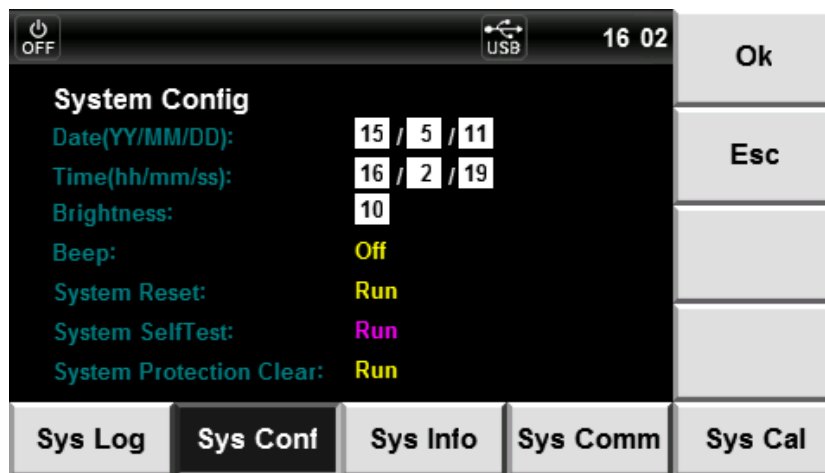 OFF USB 16 02
Ok
System Config
Date(YY/MM/DD): 15 / 5 / 11
Esc
Time(hh/mm/ss): 16 / 2 / 19
Brightness: 10
Beep: Off
System Reset: Run
System SelfTest: Run
System Protection Clear: Run
Sys Log Sys Conf Sys Info Sys Comm Sys Cal